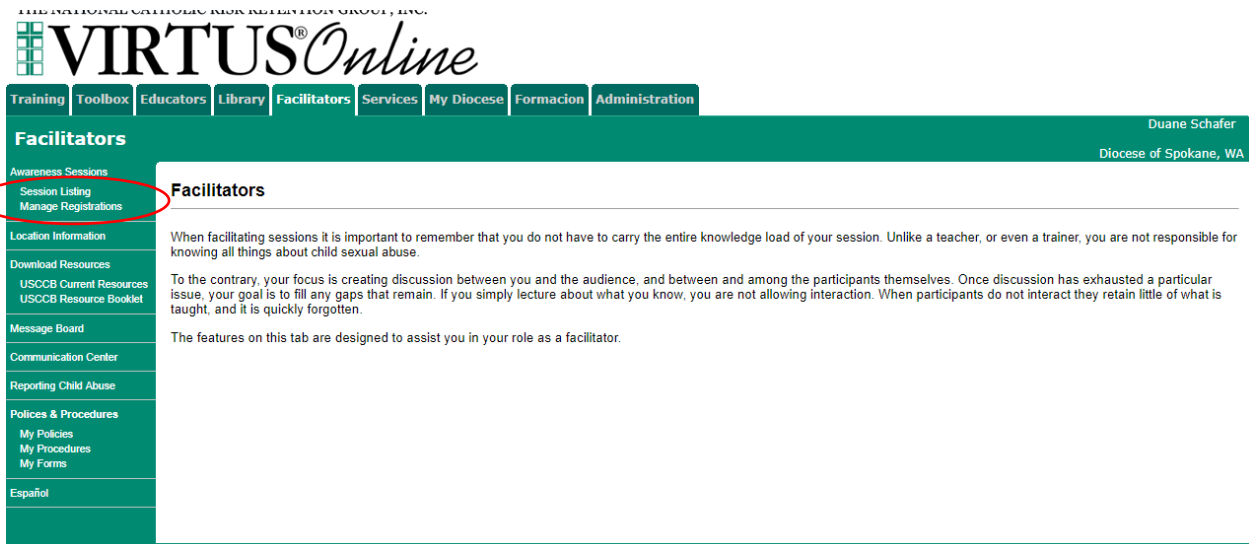 THE NATIONAL CATHOLIC RISK RETENTION GROUP, INC.
VIRTUS®Online
Training Toolbox Educators Library Facilitators Services My Diocese Formacion Administration
Facilitators
Duane Schafer
Diocese of Spokane, WA
Awareness Sessions
Session Listing
Manage Registrations
Location Information
Download Resources
USCCB Current Resources
USCCB Resource Booklet
Message Board
Communication Center
Reporting Child Abuse
Polices & Procedures
My Policies
My Procedures
My Forms
Español
Facilitators
When facilitating sessions it is important to remember that you do not have to carry the entire knowledge load of your session. Unlike a teacher, or even a trainer, you are not responsible for
knowing all things about child sexual abuse.
To the contrary, your focus is creating discussion between you and the audience, and between and among the participants themselves. Once discussion has exhausted a particular
issue, your goal is to fill any gaps that remain. If you simply lecture about what you know, you are not allowing interaction. When participants do not interact they retain little of what is
taught, and it is quickly forgotten.
The features on this tab are designed to assist you in your role as a facilitator.